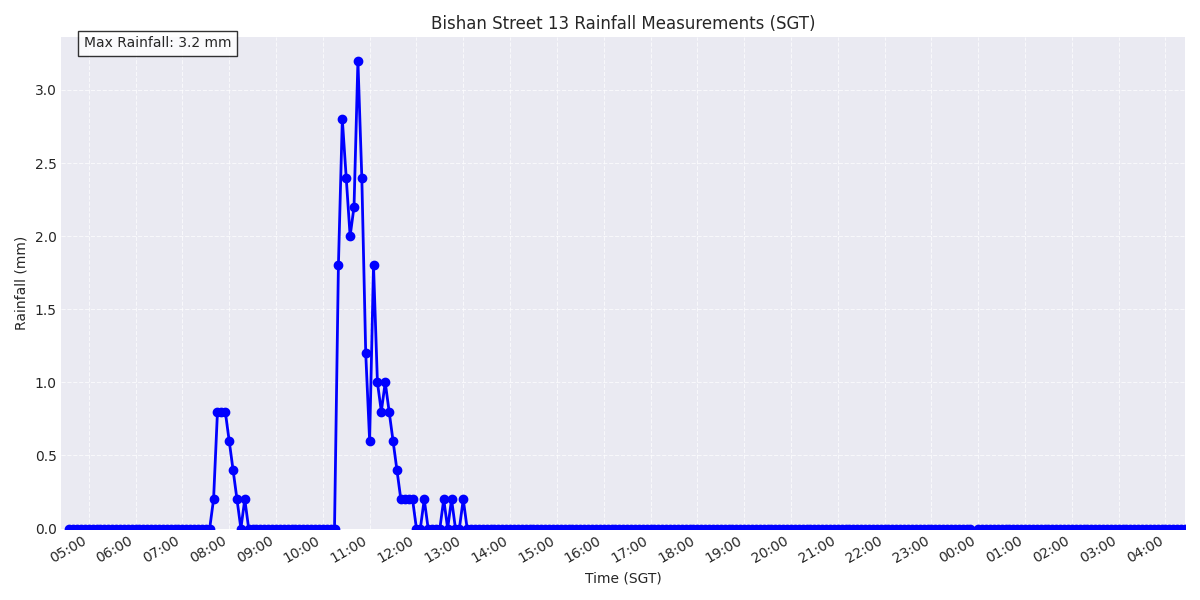 Bishan Street 13 Rainfall Measurements (SGT)
Max Rainfall: 3.2 mm
Rainfall (mm)
3.0
2.5
2.0
1.5
1.0
0.5
0.0
05:00 06:00 07:00 08:00 09:00 10:00 11:00 12:00 13:00 14:00 15:00 16:00 17:00 18:00 19:00 20:00 21:00 22:00 23:00 00:00 01:00 02:00 03:00 04:00
Time (SGT)